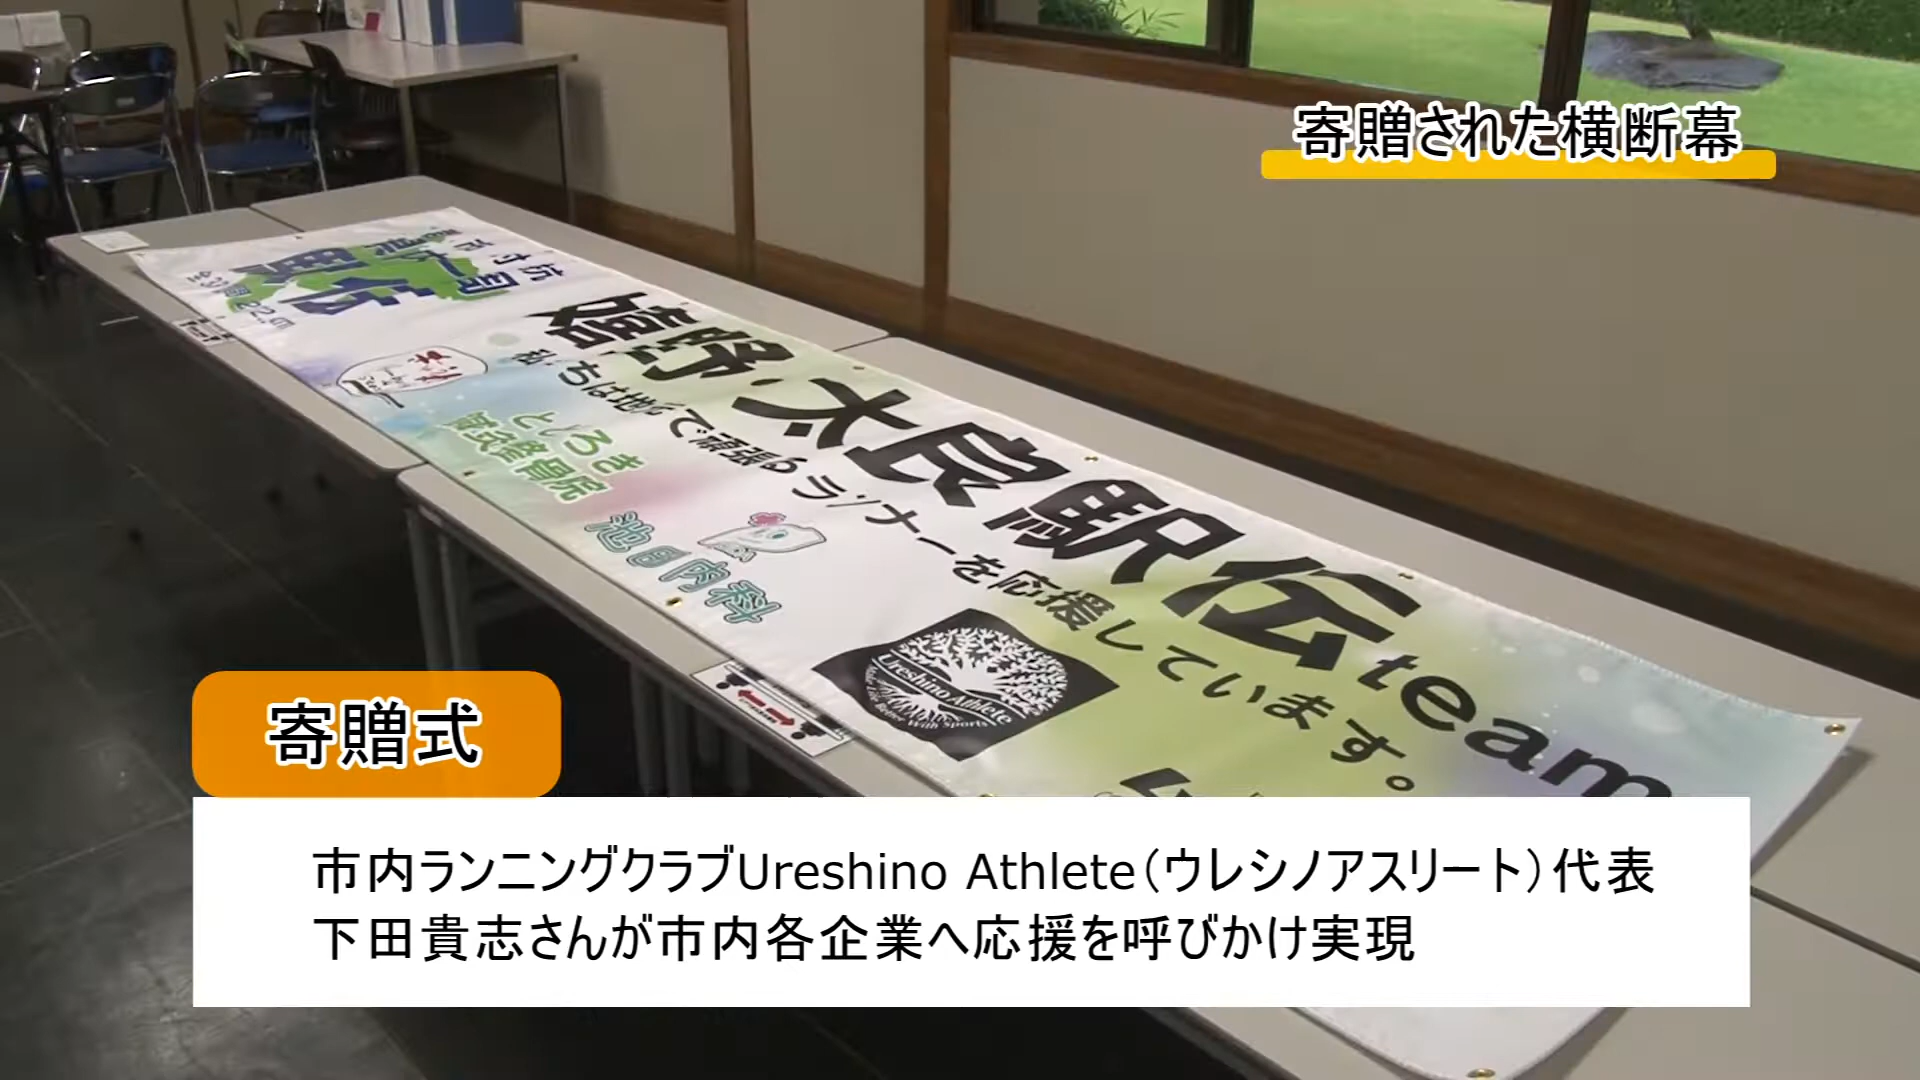 寄贈された横断幕
嬉野・太良駅伝team
私たちは地元で頑張るランナーを応援しています。
池田内科
Ureshino Athlete
寄贈式
市内ランニングクラブUreshino Athlete（ウレシノアスリート）代表
下田貴志さんが市内各企業へ応援を呼びかけ実現